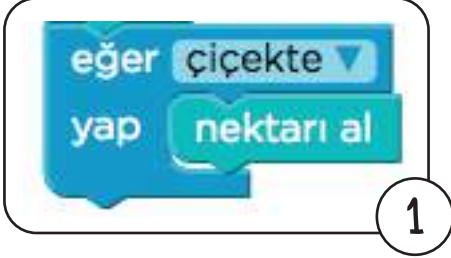 eğer çiçekte
yap nektarı al
1